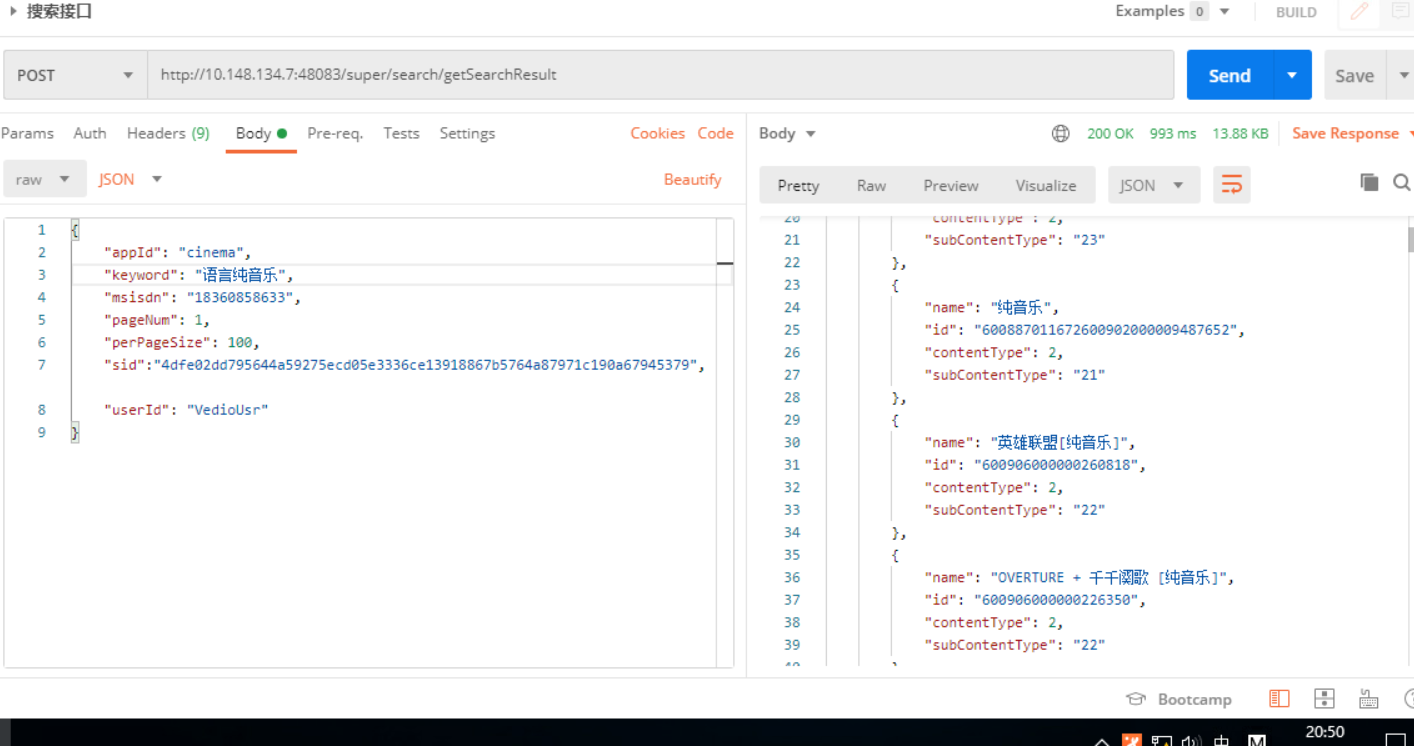 搜索接口
Examples 0 BUILD
POST http://10.148.134.7:48083/super/search/getSearchResult Send Save
Params Auth Headers (9) Body Pre-req. Tests Settings Cookies Code
raw JSON Beautify
1 {
2 "appId": "cinema",
3 "keyword": "语言纯音乐",
4 "msisdn": "18360858633",
5 "pageNum": 1,
6 "perPageSize": 100,
7 "sid":"4dfe02dd795644a59275ecd05e3336ce13918867b5764a87971c190a67945379",
8 "userId": "VedioUsr"
9 }
Body 200 OK 993 ms 13.88 KB Save Response
Pretty Raw Preview Visualize JSON
20 "contentType": 2,
21 "subContentType": "23"
22 },
23 {
24 "name": "纯音乐",
25 "id": "600887011672600902000009487652",
26 "contentType": 2,
27 "subContentType": "21"
28 },
29 {
30 "name": "英雄联盟[纯音乐]",
31 "id": "600906000000260818",
32 "contentType": 2,
33 "subContentType": "22"
34 },
35 {
36 "name": "OVERTURE + 千千阕歌 [纯音乐]",
37 "id": "600906000000226350",
38 "contentType": 2,
39 "subContentType": "22"
40
Bootcamp
中 M 20:50